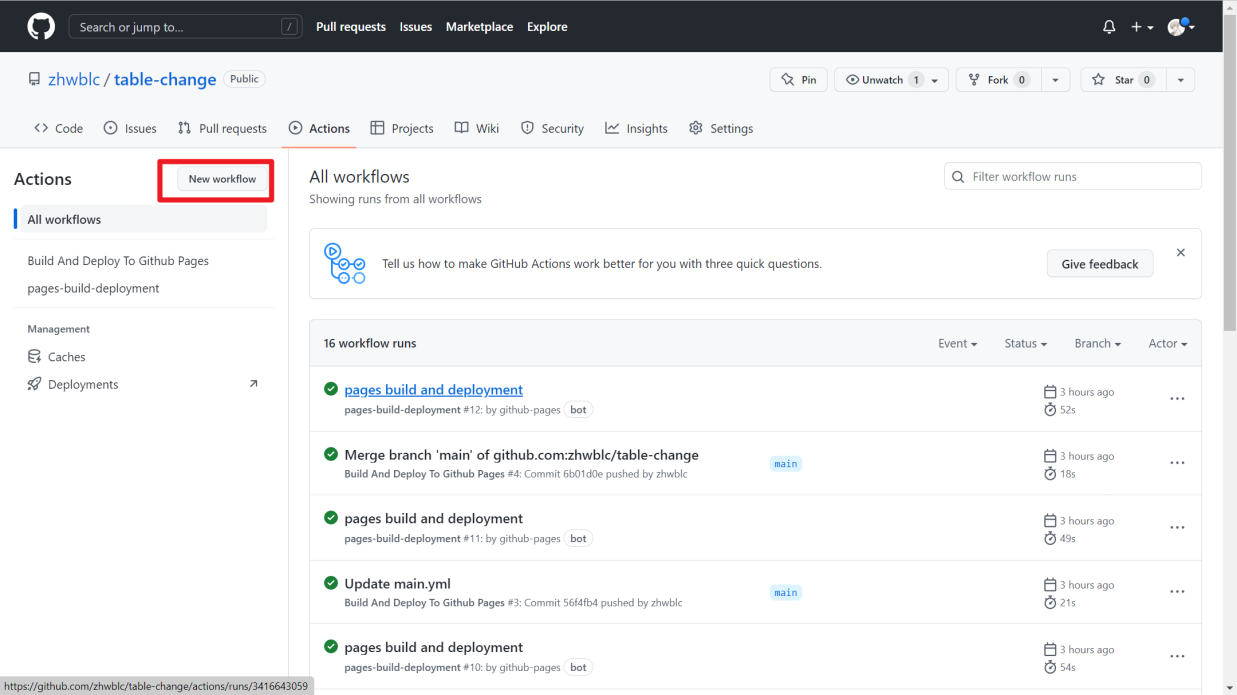 Search or jump to... /
Pull requests Issues Marketplace Explore
zhwblc / table-change Public
Pin Unwatch 1 Fork 0 Star 0
Code Issues Pull requests Actions Projects Wiki Security Insights Settings
Actions
New workflow
All workflows
Build And Deploy To Github Pages
pages-build-deployment
Management
Caches
Deployments
All workflows
Showing runs from all workflows
Filter workflow runs
Tell us how to make GitHub Actions work better for you with three quick questions.
Give feedback
16 workflow runs
Event Status Branch Actor
pages build and deployment
3 hours ago
pages-build-deployment #12: by github-pages bot
52s
Merge branch 'main' of github.com:zhwblc/table-change
main
3 hours ago
Build And Deploy To Github Pages #4: Commit 6b01d0e pushed by zhwblc
18s
pages build and deployment
3 hours ago
pages-build-deployment #11: by github-pages bot
49s
Update main.yml
main
3 hours ago
Build And Deploy To Github Pages #3: Commit 56f4fb4 pushed by zhwblc
21s
pages build and deployment
3 hours ago
pages-build-deployment #10: by github-pages bot
54s
https://github.com/zhwblc/table-change/actions/runs/3416643059